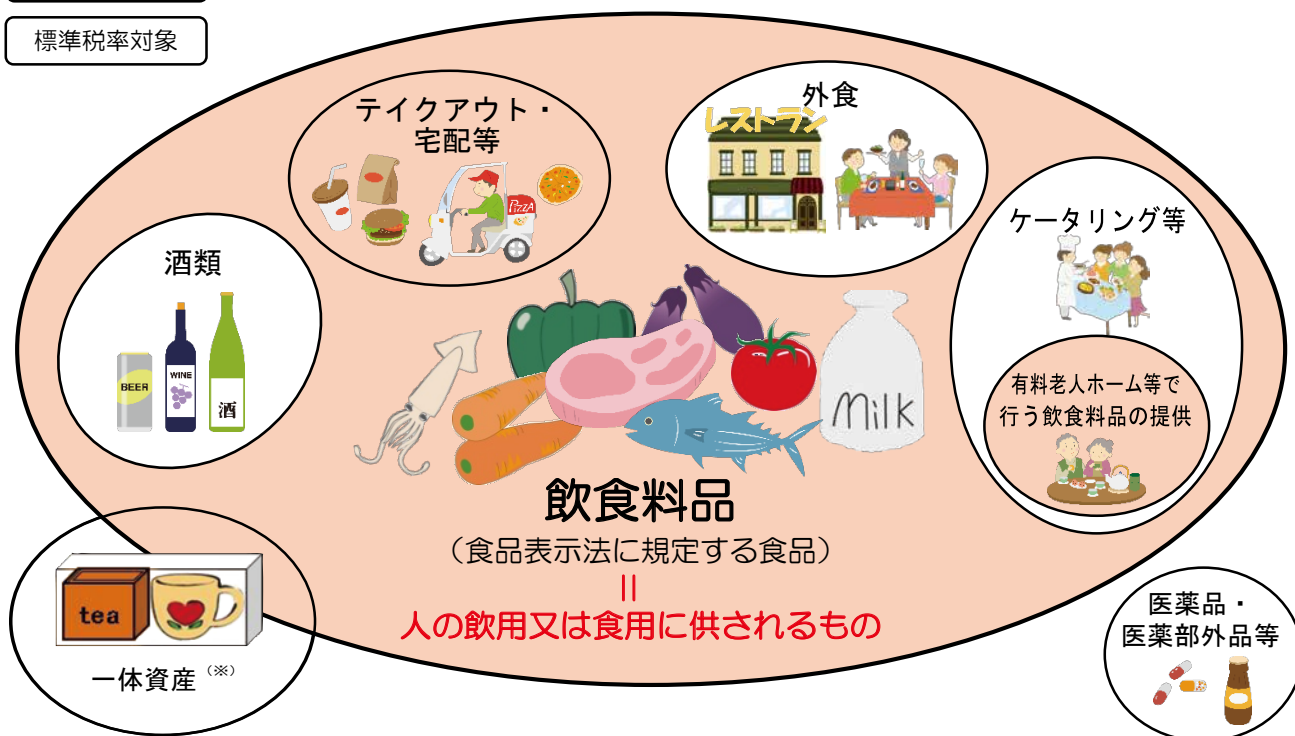 標準税率対象
テイクアウト・
宅配等
PIZZA
外食
レストラン
酒類
BEER
WINE
酒
ケータリング等
有料老人ホーム等で
行う飲食料品の提供
Milk
飲食料品
（食品表示法に規定する食品）
||
人の飲用又は食用に供されるもの
tea
一体資産（※）
医薬品・
医薬部外品等